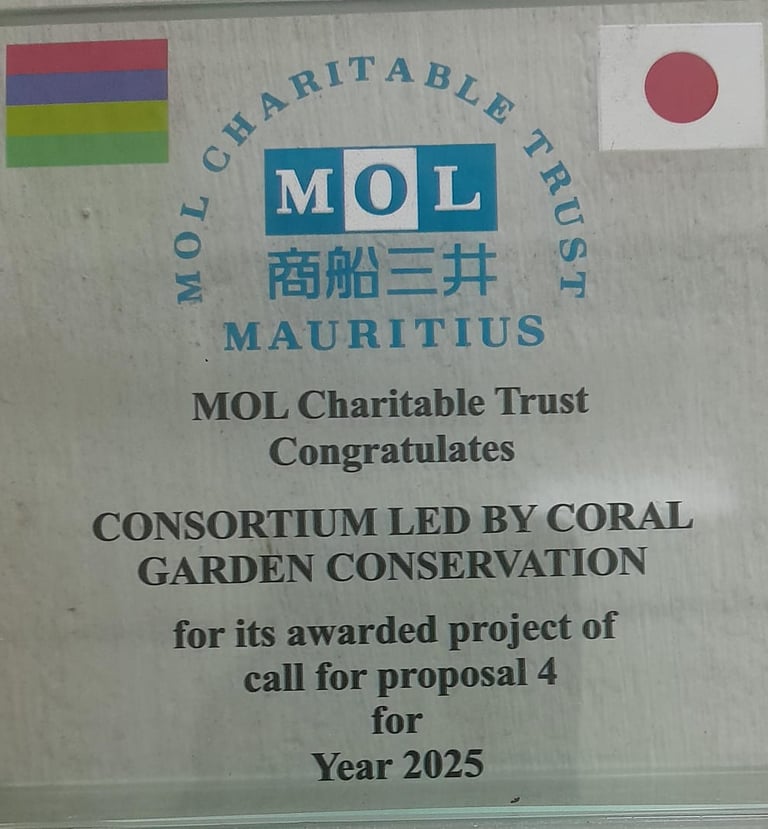 MOL CHARITABLE TRUST
MOL
商船三井
MAURITIUS
MOL Charitable Trust
Congratulates
CONSORTIUM LED BY CORAL
GARDEN CONSERVATION
for its awarded project of
call for proposal 4
for
Year 2025